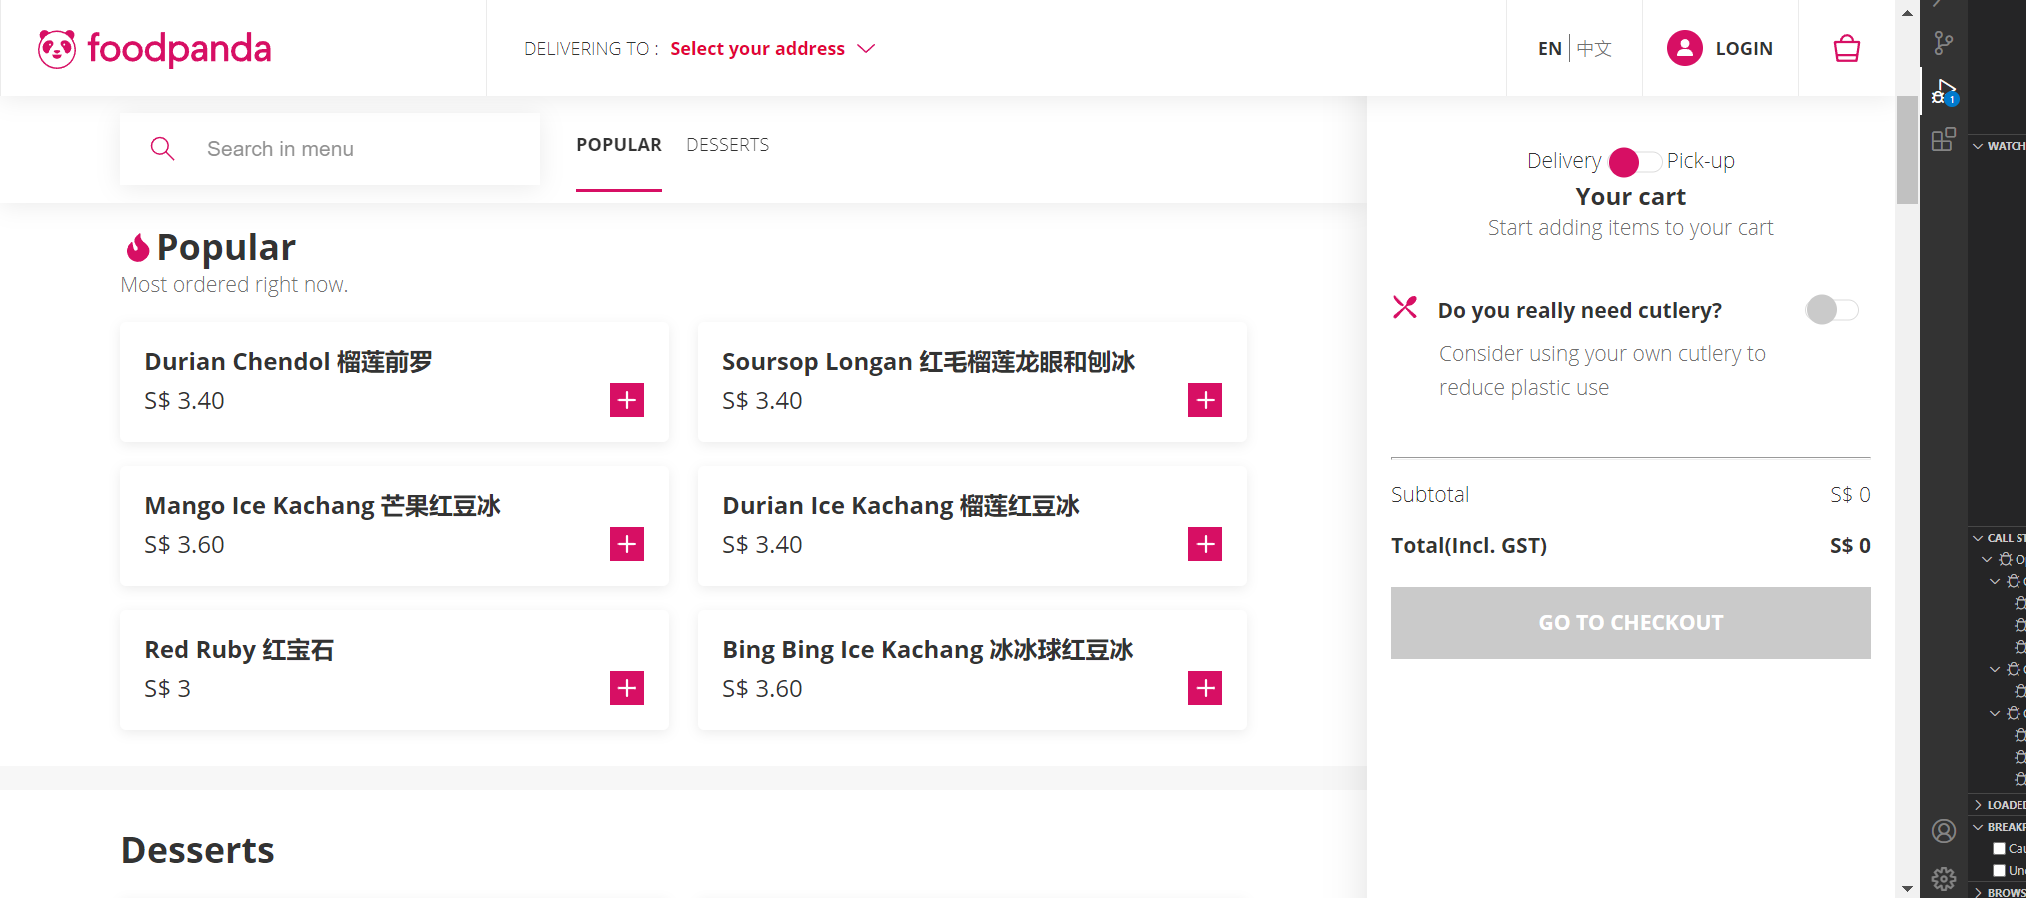 foodpanda
DELIVERING TO : Select your address
EN 中文
LOGIN
Search in menu
POPULAR DESSERTS
Popular
Most ordered right now.
Durian Chendol 榴莲前罗
S$ 3.40
Soursop Longan 红毛榴莲龙眼和刨冰
S$ 3.40
Mango Ice Kachang 芒果红豆冰
S$ 3.60
Durian Ice Kachang 榴莲红豆冰
S$ 3.40
Red Ruby 红宝石
S$ 3
Bing Bing Ice Kachang 冰冰球红豆冰
S$ 3.60
Desserts
Delivery Pick-up
Your cart
Start adding items to your cart
Do you really need cutlery?
Consider using your own cutlery to
reduce plastic use
Subtotal S$ 0
Total(Incl. GST) S$ 0
GO TO CHECKOUT
1
WATCH
CALL ST
LOADED
BREAKP
Cau
Unc
BROWS